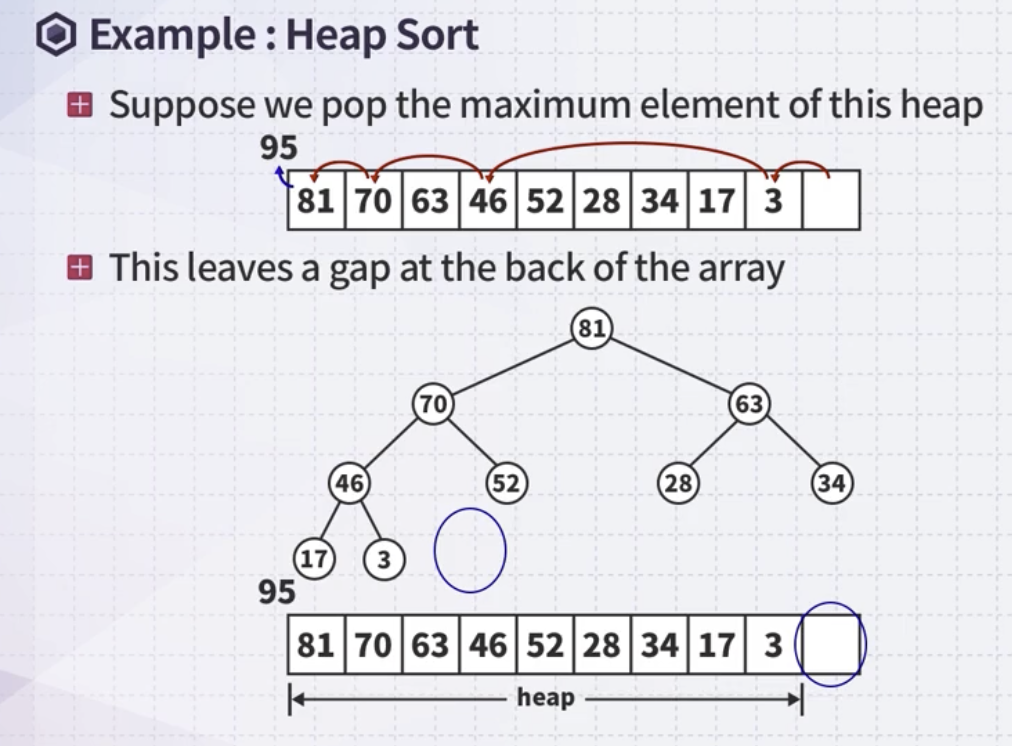 Example : Heap Sort
Suppose we pop the maximum element of this heap
95
81 70 63 46 52 28 34 17 3
This leaves a gap at the back of the array
81
70 63
46 52 28 34
17 3
95
81 70 63 46 52 28 34 17 3
heap